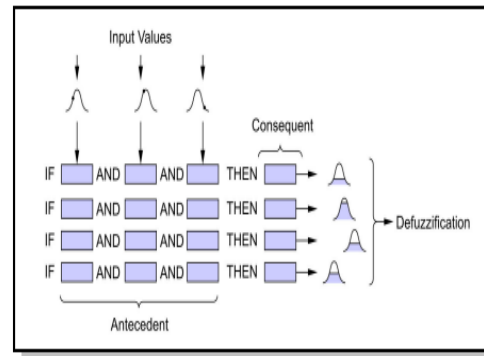 Input Values
Consequent
IF AND AND THEN
IF AND AND THEN
IF AND AND THEN
IF AND AND THEN
Defuzzification
Antecedent